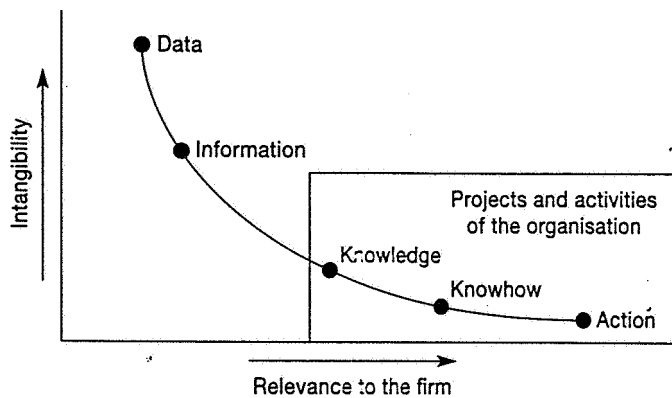 Data
Information
Projects and activities
of the organisation
Knowledge
Knowhow
Action
Intangibility
Relevance to the firm